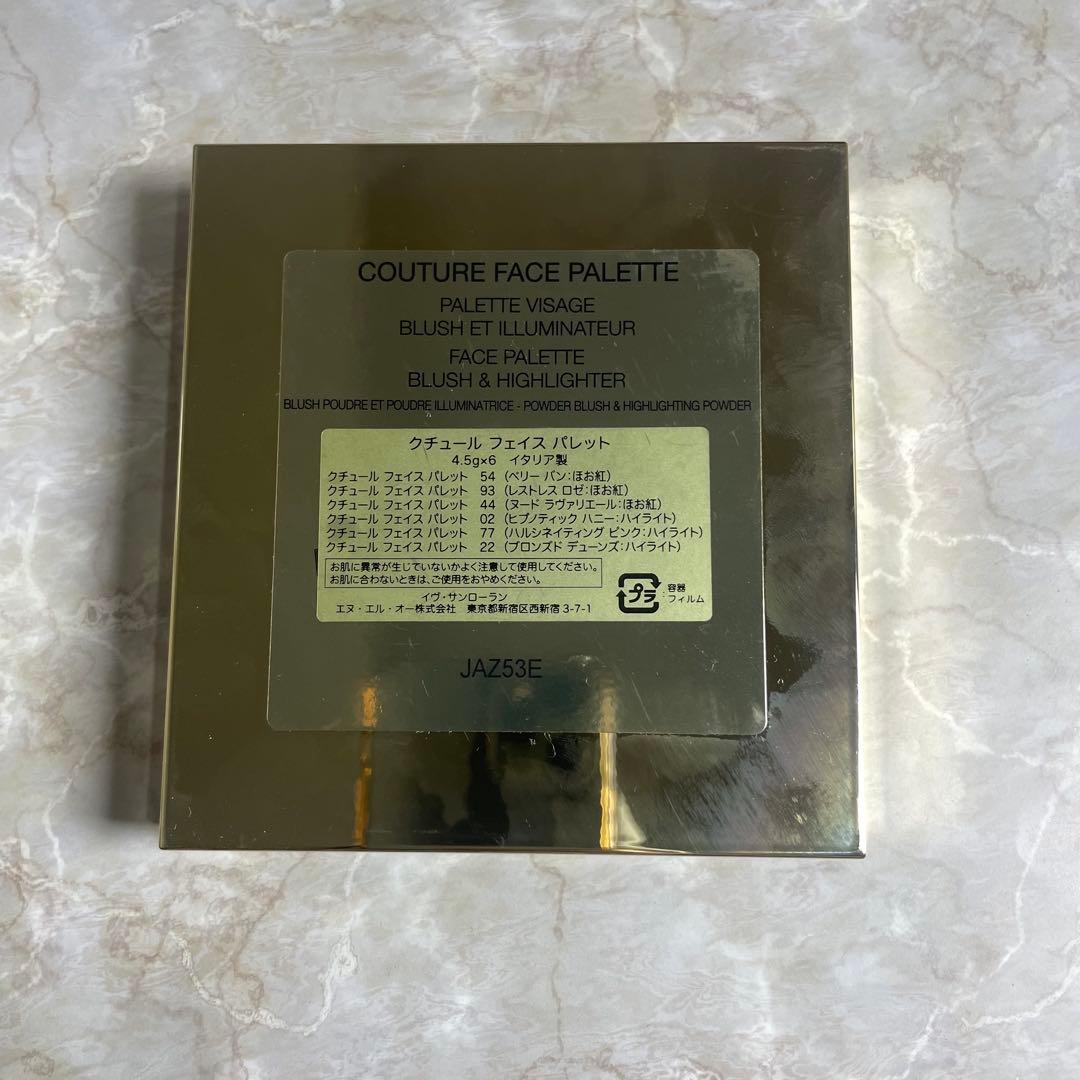 COUTURE FACE PALETTE
PALETTE VISAGE
BLUSH ET ILLUMINATEUR
FACE PALETTE
BLUSH & HIGHLIGHTER
BLUSH POUDRE ET POUDRE ILLUMINATRICE - POWDER BLUSH & HIGHLIGHTING POWDER
クチュール フェイス パレット
4.5g×6 イタリア製
クチュール フェイス パレット 54 (ベリー バン:ほお紅)
クチュール フェイス パレット 93 (レストレス ロゼ:ほお紅)
クチュール フェイス パレット 44 (ヌード ラヴァリエール:ほお紅)
クチュール フェイス パレット 02 (ヒプノティック ハニー:ハイライト)
クチュール フェイス パレット 77 (ハルシネイティング ピンク:ハイライト)
クチュール フェイス パレット 22 (ブロンズド デューンズ:ハイライト)
お肌に異常が生じていないかよく注意して使用してください。
お肌に合わないときは、ご使用をおやめください。
イヴ・サンローラン
エヌ・エル・オー株式会社 東京都新宿区西新宿 3-7-1
プラ
:容器
フィルム
JAZ53E